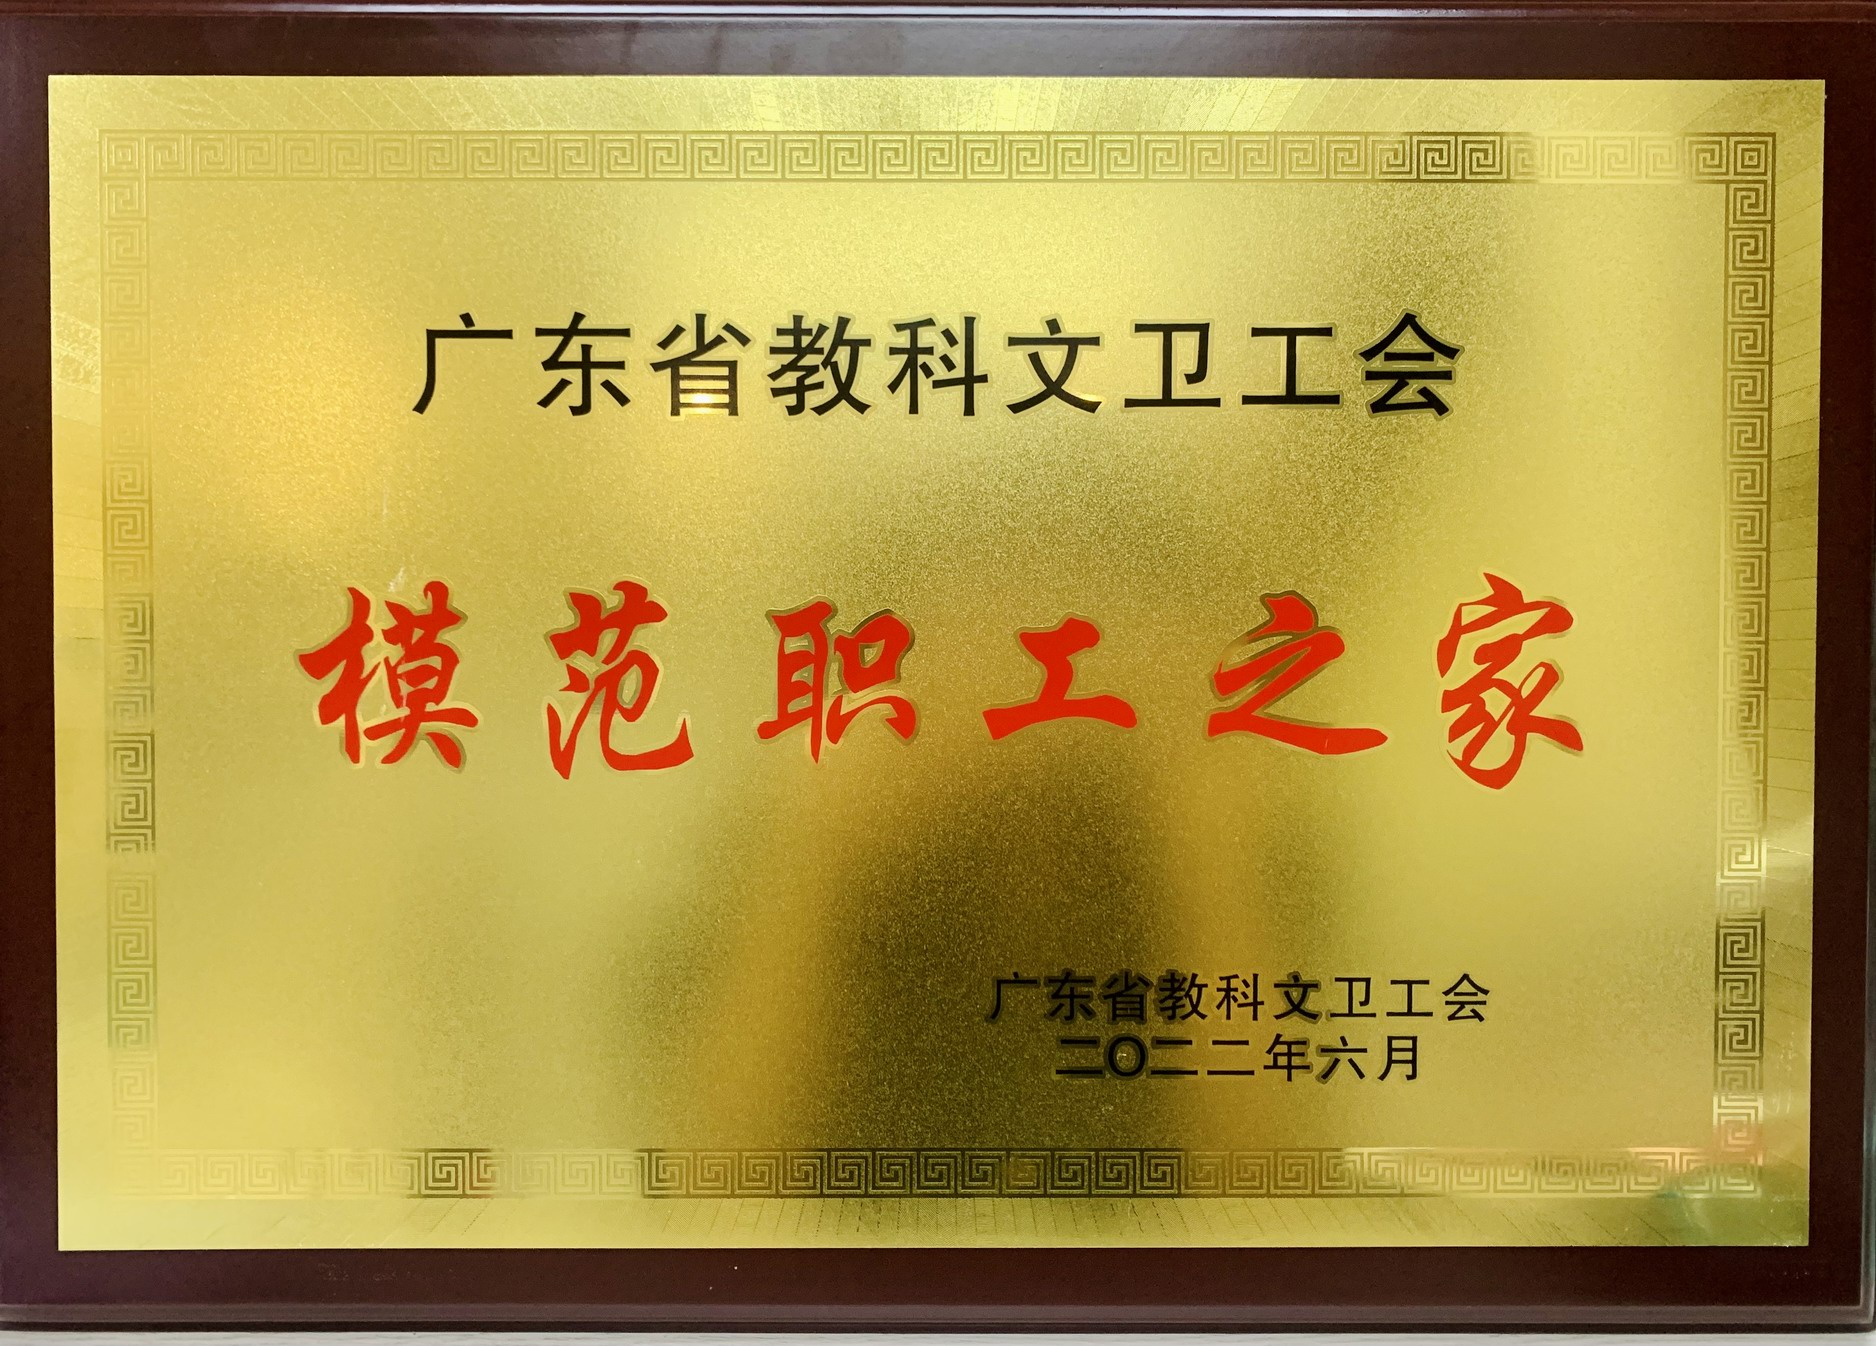 广东省教科文卫工会
模范职工之家
广东省教科文卫工会
二〇二二年六月